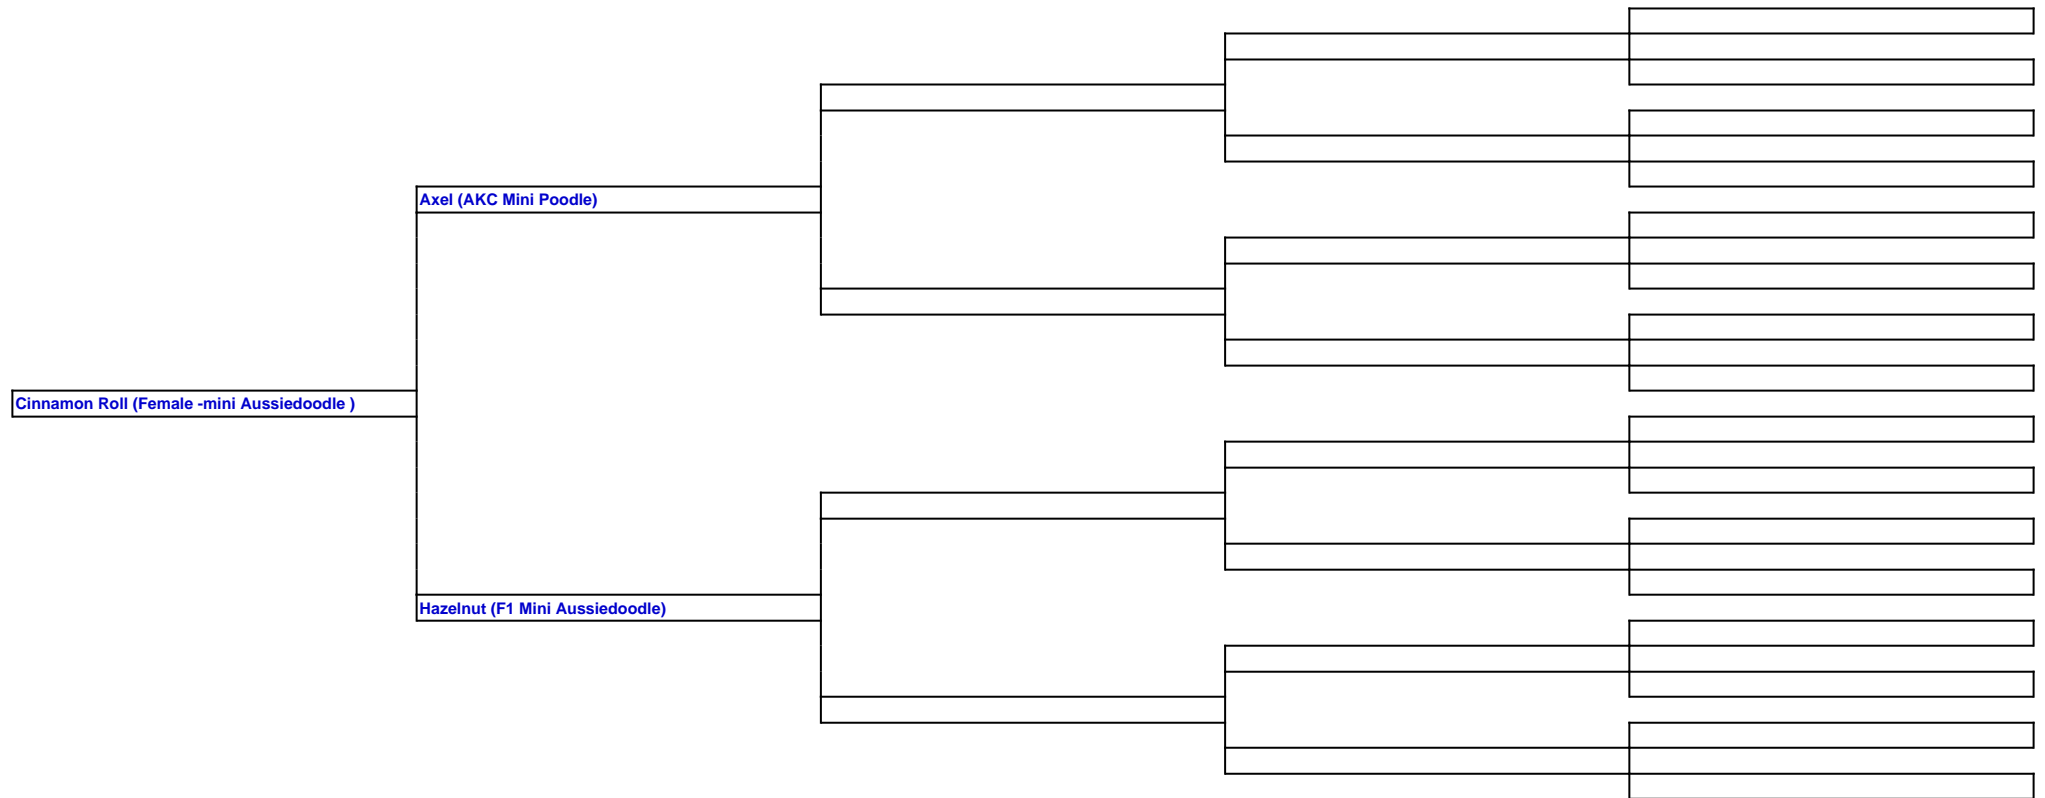 Axel (AKC Mini Poodle)
Cinnamon Roll (Female -mini Aussiedoodle )
Hazelnut (F1 Mini Aussiedoodle)